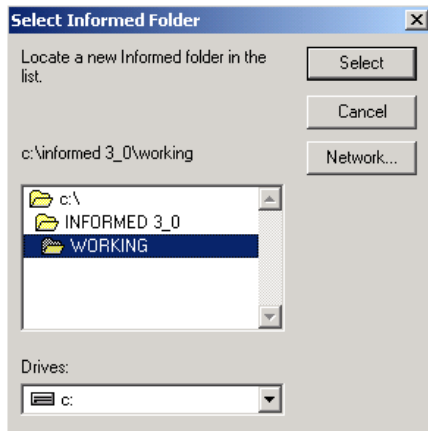 Select Informed Folder
Locate a new Informed folder in the
list.
Select
Cancel
c:\informed 3_0\working
Network...
c:\
INFORMED 3_0
WORKING
Drives:
c: